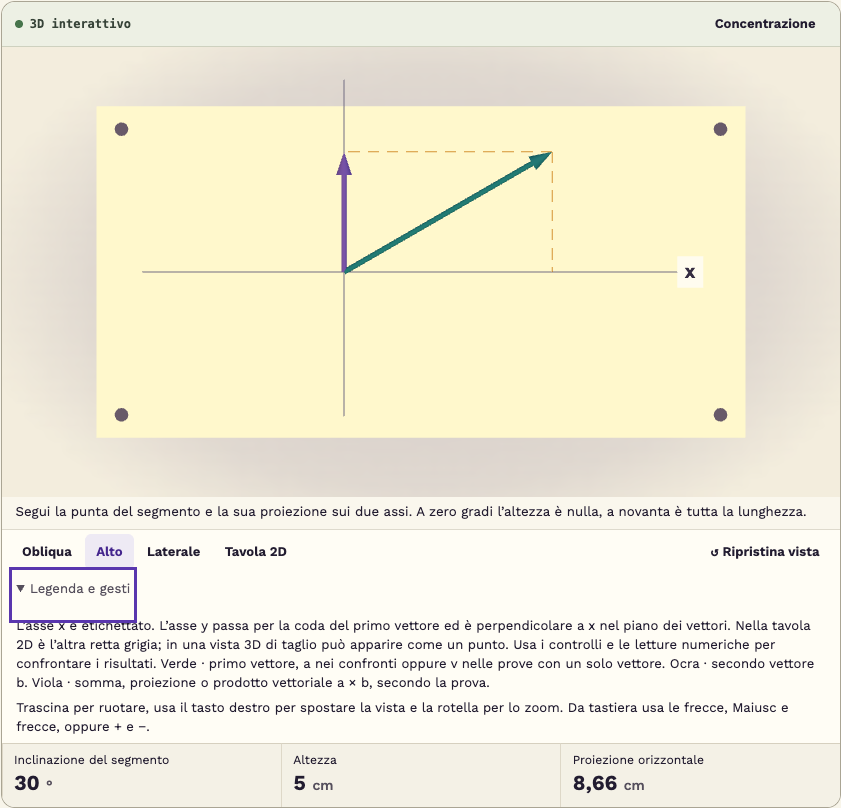 3D interattivo
Concentrazione
x
Segui la punta del segmento e la sua proiezione sui due assi. A zero gradi l’altezza è nulla, a novanta è tutta la lunghezza.
Obliqua Alto Laterale Tavola 2D
↺ Ripristina vista
▼ Legenda e gesti
L’asse x è etichettato. L’asse y passa per la coda del primo vettore ed è perpendicolare a x nel piano dei vettori. Nella tavola
2D è l’altra retta grigia; in una vista 3D di taglio può apparire come un punto. Usa i controlli e le letture numeriche per
confrontare i risultati. Verde · primo vettore, a nei confronti oppure v nelle prove con un solo vettore. Ocra · secondo vettore
b. Viola · somma, proiezione o prodotto vettoriale a × b, secondo la prova.
Trascina per ruotare, usa il tasto destro per spostare la vista e la rotella per lo zoom. Da tastiera usa le frecce, Maiusc e
frecce, oppure + e −.
Inclinazione del segmento
30 °
Altezza
5 cm
Proiezione orizzontale
8,66 cm